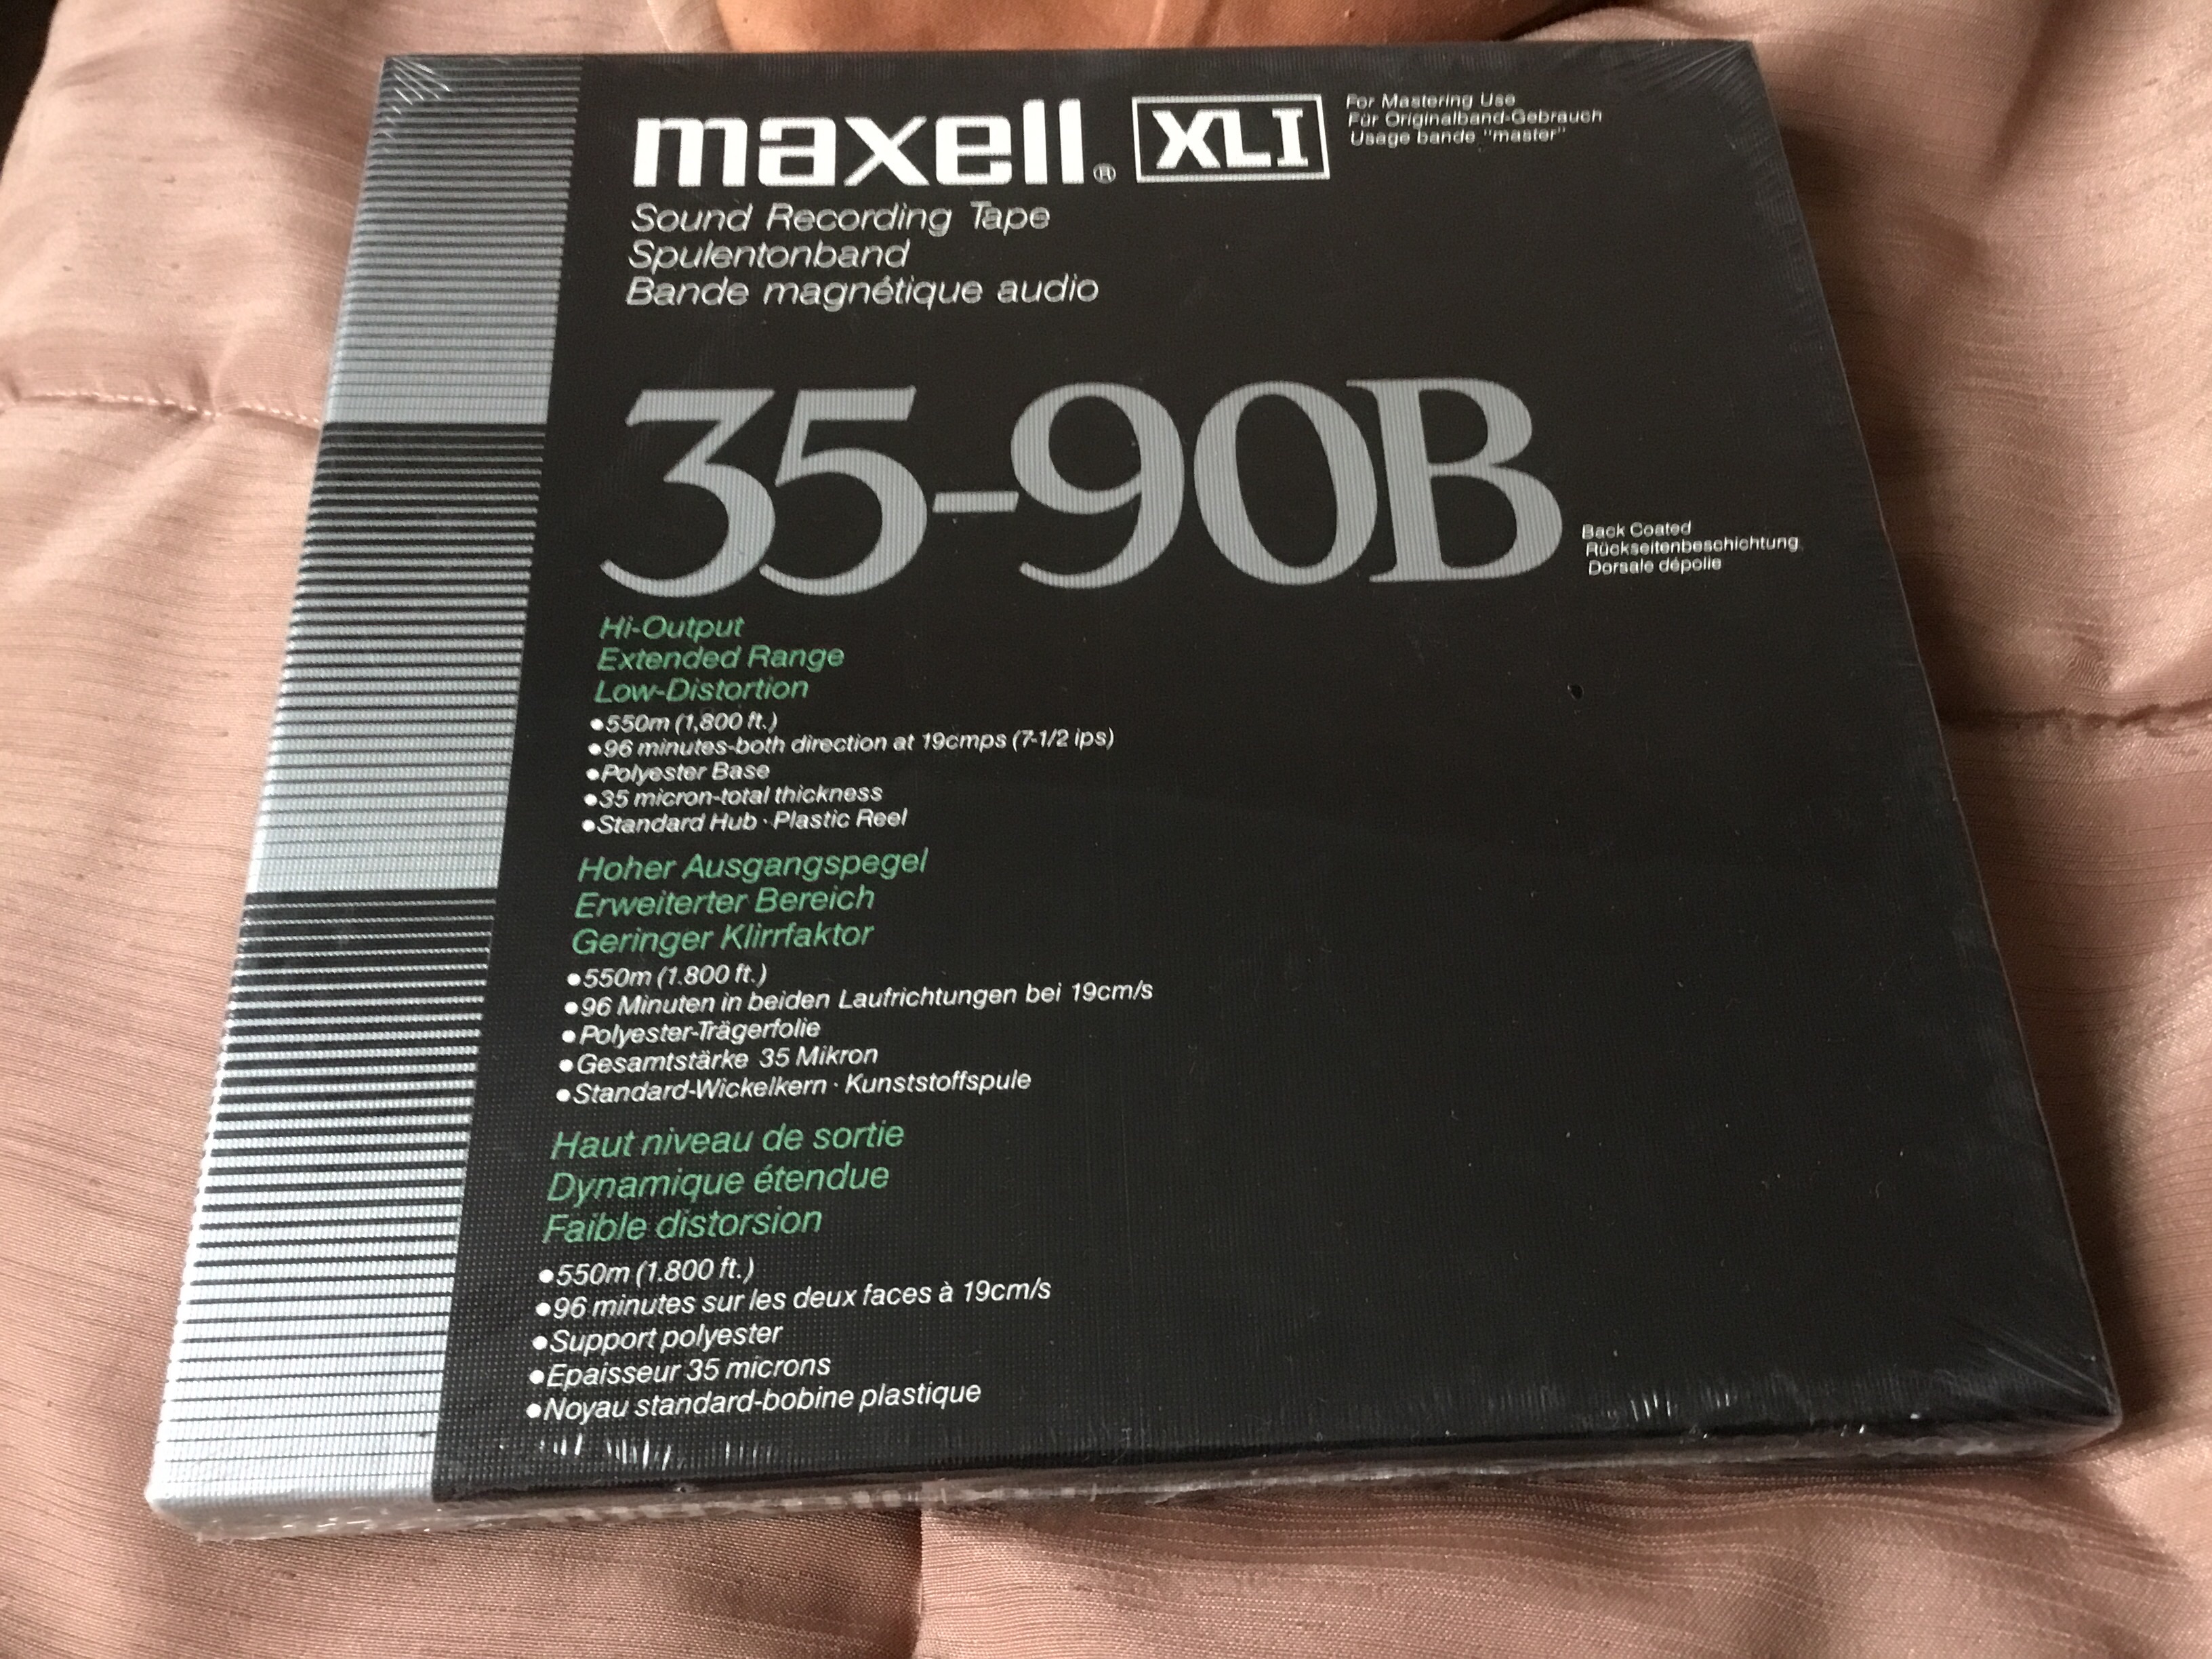 maxell® XLI
For Mastering Use
Für Originalband-Gebrauch
Usage bande "master"
Sound Recording Tape
Spulentonband
Bande magnétique audio
35-90B
Back Coated
Rückseitenbeschichtung
Dorsale dépolie
Hi-Output
Extended Range
Low-Distortion
●550m (1,800 ft.)
●96 minutes-both direction at 19cmps (7-1/2 ips)
●Polyester Base
●35 micron-total thickness
●Standard Hub · Plastic Reel
Hoher Ausgangspegel
Erweiterter Bereich
Geringer Klirrfaktor
●550m (1.800 ft.)
●96 Minuten in beiden Laufrichtungen bei 19cm/s
●Polyester-Trägerfolie
●Gesamtstärke 35 Mikron
●Standard-Wickelkern · Kunststoffspule
Haut niveau de sortie
Dynamique étendue
Faible distorsion
●550m (1.800 ft.)
●96 minutes sur les deux faces à 19cm/s
●Support polyester
●Epaisseur 35 microns
●Noyau standard-bobine plastique